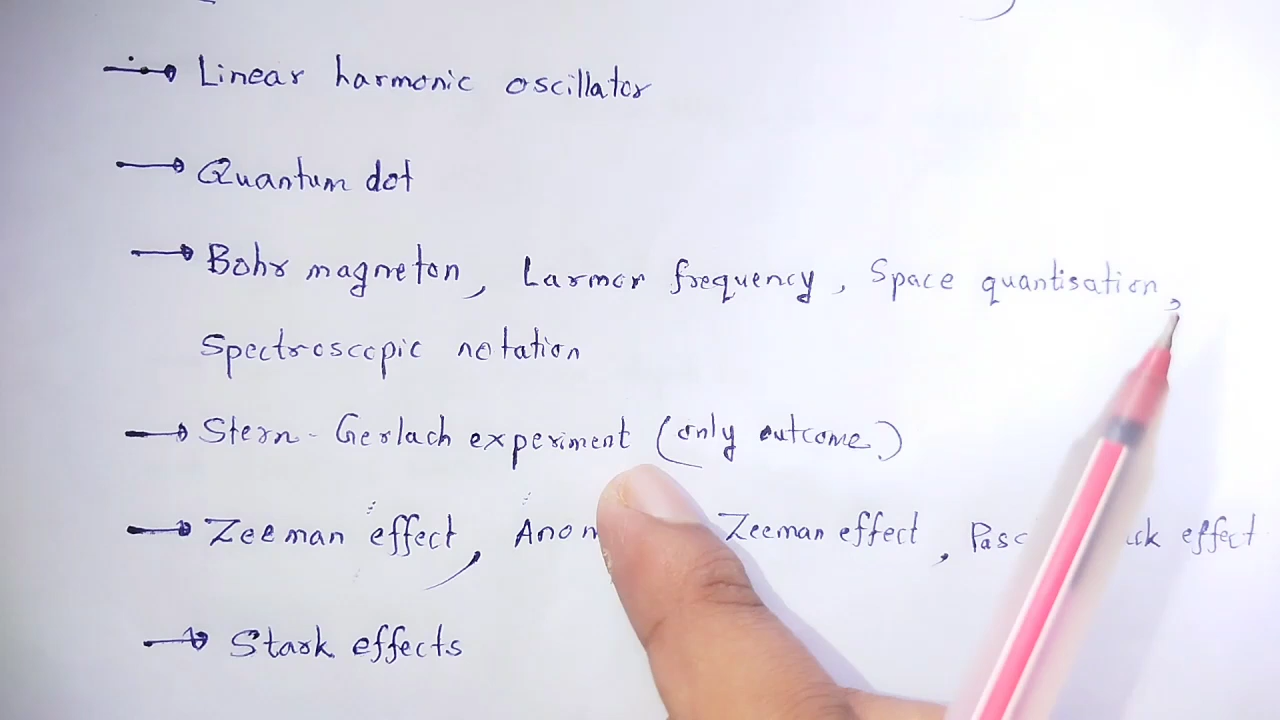 Linear harmonic oscillator
Quantum dot
Bohr magneton, Larmor frequency, Space quantisation,
Spectroscopic notation
Stern - Gerlach experiment (only outcome)
Zeeman effect, Zeeman effect, effect
Stark effects